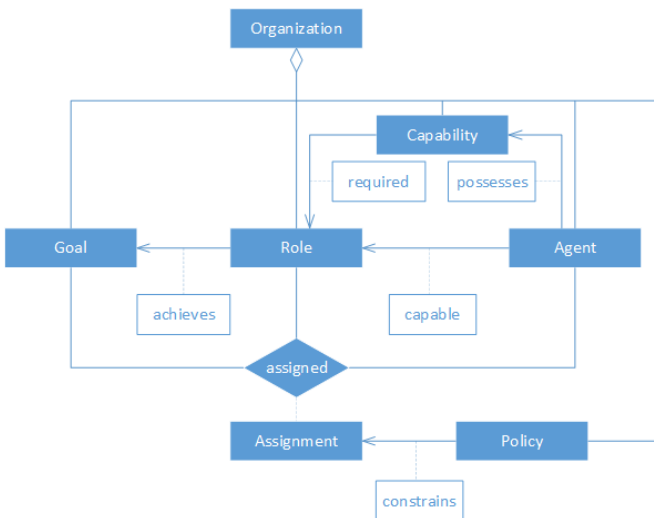 Organization
Capability
required
possesses
Goal
Role
Agent
achieves
capable
assigned
Assignment
Policy
constrains